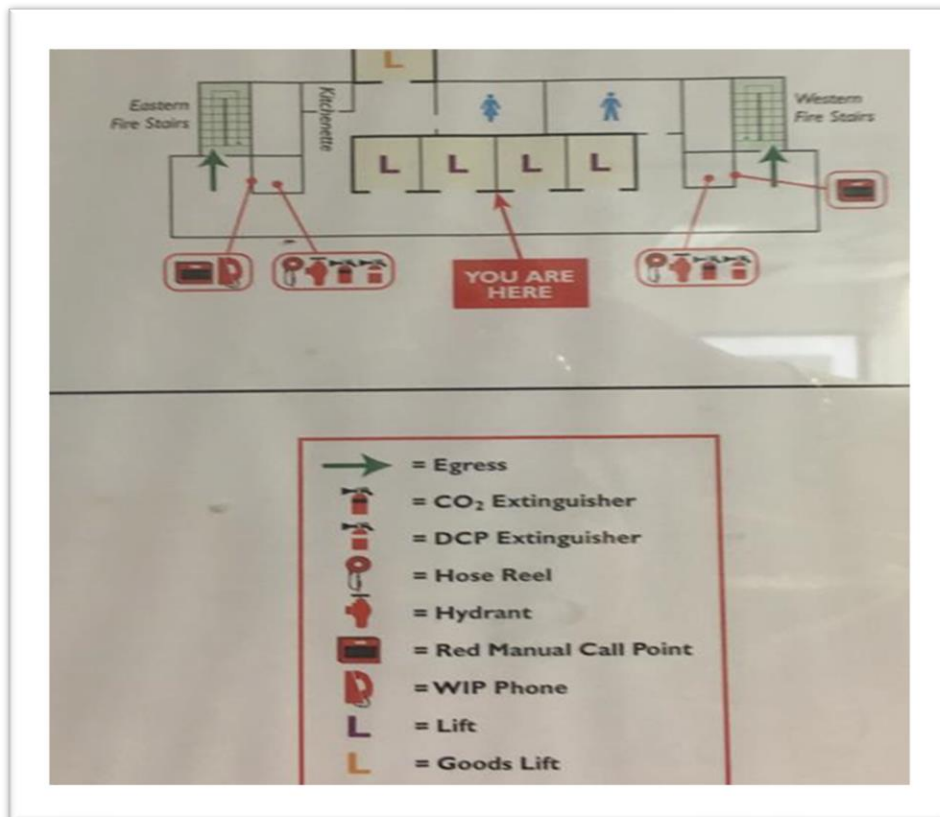 L
Eastern
Fire Stairs
Kitchenette
Western
Fire Stairs
L L L L
YOU ARE
HERE
= Egress
= CO₂ Extinguisher
= DCP Extinguisher
= Hose Reel
= Hydrant
= Red Manual Call Point
= WIP Phone
L = Lift
L = Goods Lift